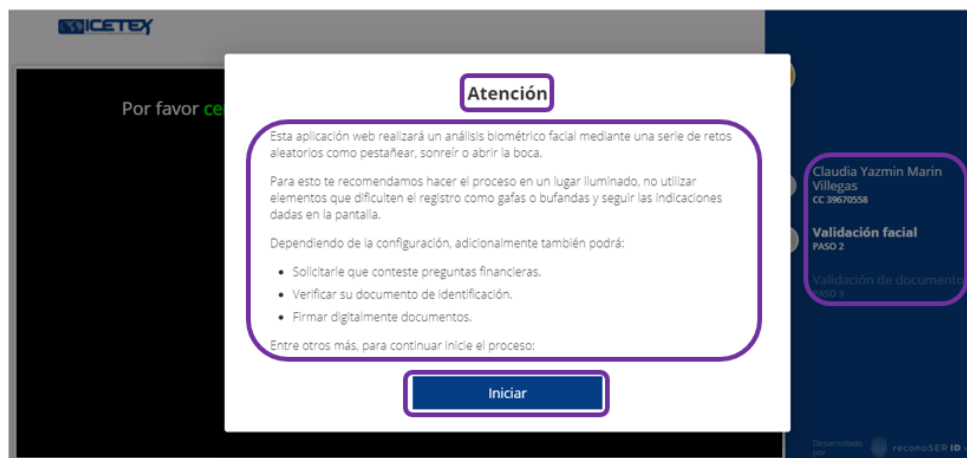 ICETEX
Atención
Por favor ce
Esta aplicación web realizará un análisis biométrico facial mediante una serie de retos
aleatorios como pestañear, sonreír o abrir la boca.
Para esto te recomendamos hacer el proceso en un lugar iluminado, no utilizar
elementos que dificulten el registro como gafas o bufandas y seguir las indicaciones
dadas en la pantalla.
Dependiendo de la configuración, adicionalmente también podrá:
• Solicitarle que conteste preguntas financieras.
• Verificar su documento de identificación.
• Firmar digitalmente documentos.
Entre otros más, para continuar inicie el proceso:
Iniciar
Claudia Yazmin Marin
Villegas
CC 39670558
Validación facial
PASO 2
Validación de documento
PASO 3
Desarrollado
por
reconoSER ID